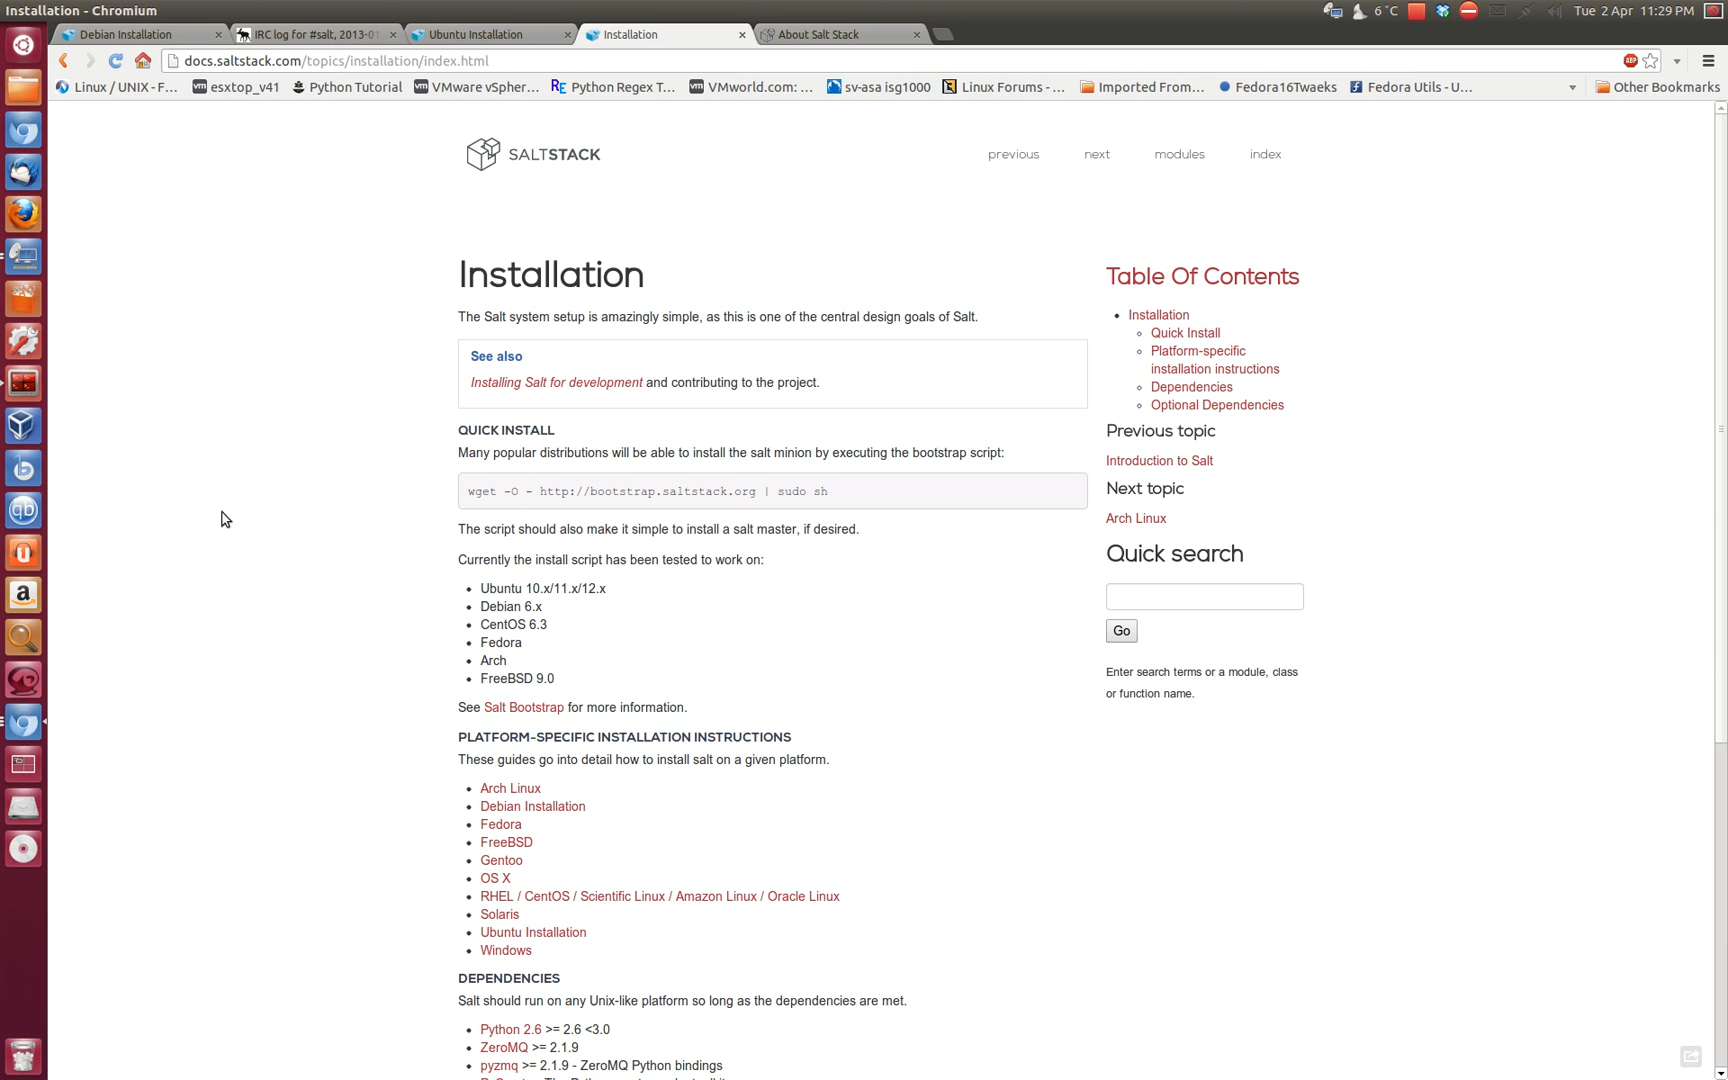 Installation - Chromium
6°C
Tue 2 Apr 11:29 PM
Debian Installation
IRC log for #salt, 2013-01
Ubuntu Installation
Installation
About Salt Stack
docs.saltstack.com/topics/installation/index.html
ABP
Linux / UNIX - F...
esxtop_v41
Python Tutorial
VMware vSpher...
Python Regex T...
VMworld.com: ...
sv-asa isg1000
Linux Forums - ...
Imported From...
Fedora16Twaeks
Fedora Utils - U...
Other Bookmarks
SALTSTACK
previous
next
modules
index
Installation
The Salt system setup is amazingly simple, as this is one of the central design goals of Salt.
See also
Installing Salt for development and contributing to the project.
QUICK INSTALL
Many popular distributions will be able to install the salt minion by executing the bootstrap script:
wget -O - http://bootstrap.saltstack.org | sudo sh
The script should also make it simple to install a salt master, if desired.
Currently the install script has been tested to work on:
Ubuntu 10.x/11.x/12.x
Debian 6.x
CentOS 6.3
Fedora
Arch
FreeBSD 9.0
See Salt Bootstrap for more information.
PLATFORM-SPECIFIC INSTALLATION INSTRUCTIONS
These guides go into detail how to install salt on a given platform.
Arch Linux
Debian Installation
Fedora
FreeBSD
Gentoo
OS X
RHEL / CentOS / Scientific Linux / Amazon Linux / Oracle Linux
Solaris
Ubuntu Installation
Windows
DEPENDENCIES
Salt should run on any Unix-like platform so long as the dependencies are met.
Python 2.6 >= 2.6 <3.0
ZeroMQ >= 2.1.9
pyzmq >= 2.1.9 - ZeroMQ Python bindings
Table Of Contents
Installation
Quick Install
Platform-specific
installation instructions
Dependencies
Optional Dependencies
Previous topic
Introduction to Salt
Next topic
Arch Linux
Quick search
Go
Enter search terms or a module, class
or function name.